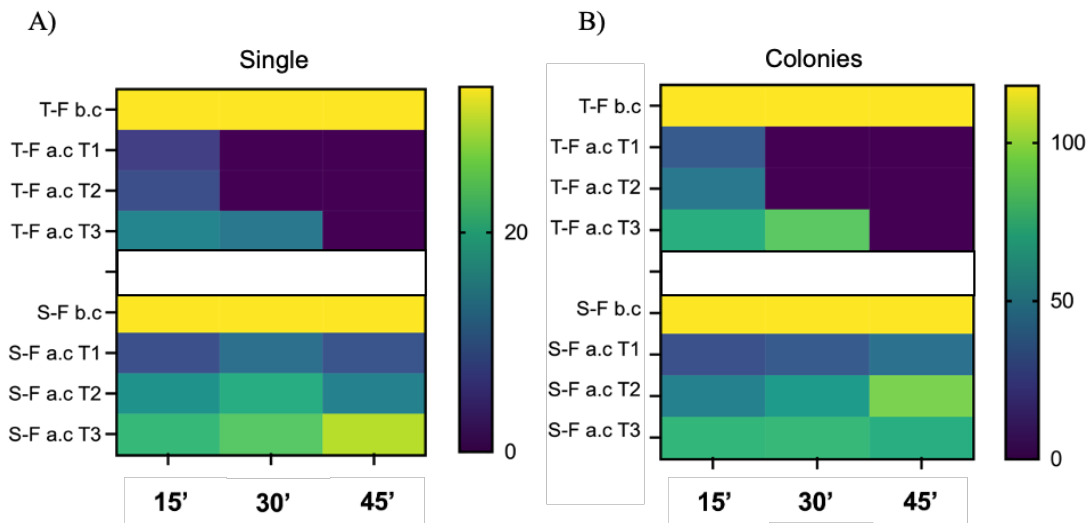 A)
Single
T-F b.c
T-F a.c T1
T-F a.c T2
T-F a.c T3
S-F b.c
S-F a.c T1
S-F a.c T2
S-F a.c T3
15' 30' 45'
20
0
B)
Colonies
T-F b.c
T-F a.c T1
T-F a.c T2
T-F a.c T3
S-F b.c
S-F a.c T1
S-F a.c T2
S-F a.c T3
15' 30' 45'
100
50
0